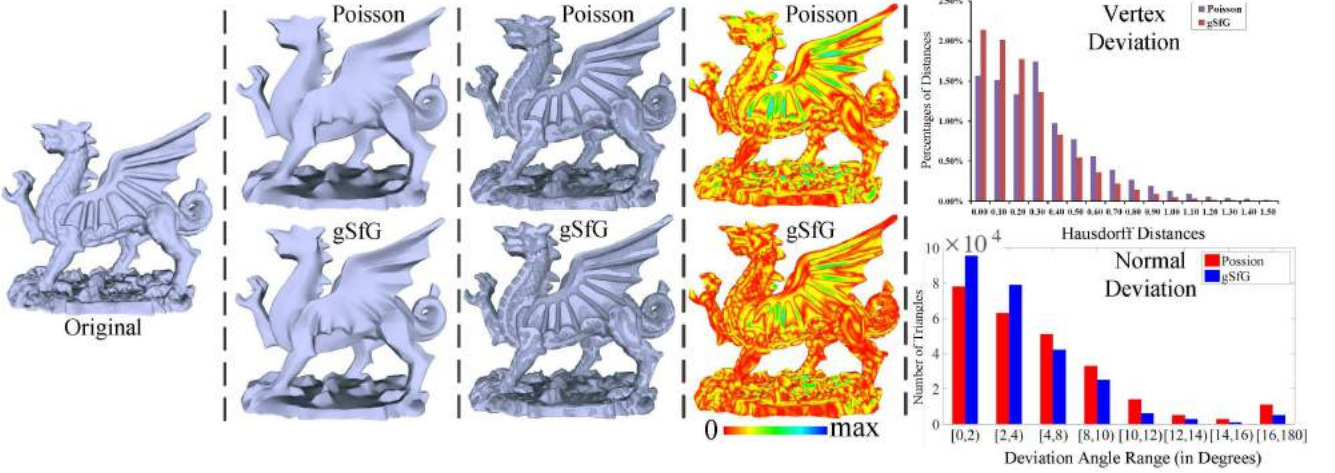 Original
Poisson
gSfG
Poisson
gSfG
Poisson
gSfG
0 max
Vertex
Deviation
Poisson
gSfG
Percentages of Distances
2.00%
1.50%
1.00%
0.50%
0.00%
0.00 0.10 0.20 0.30 0.40 0.50 0.60 0.70 0.80 0.90 1.00 1.10 1.20 1.30 1.40 1.50
Hausdorff Distances
× 10⁴
Normal
Deviation
Possion
gSfG
Number of Triangles
10
8
6
4
2
0
[0,2) [2,4) [4,8) [8,10) [10,12) [12,14) [14,16) [16,180]
Deviation Angle Range (in Degrees)